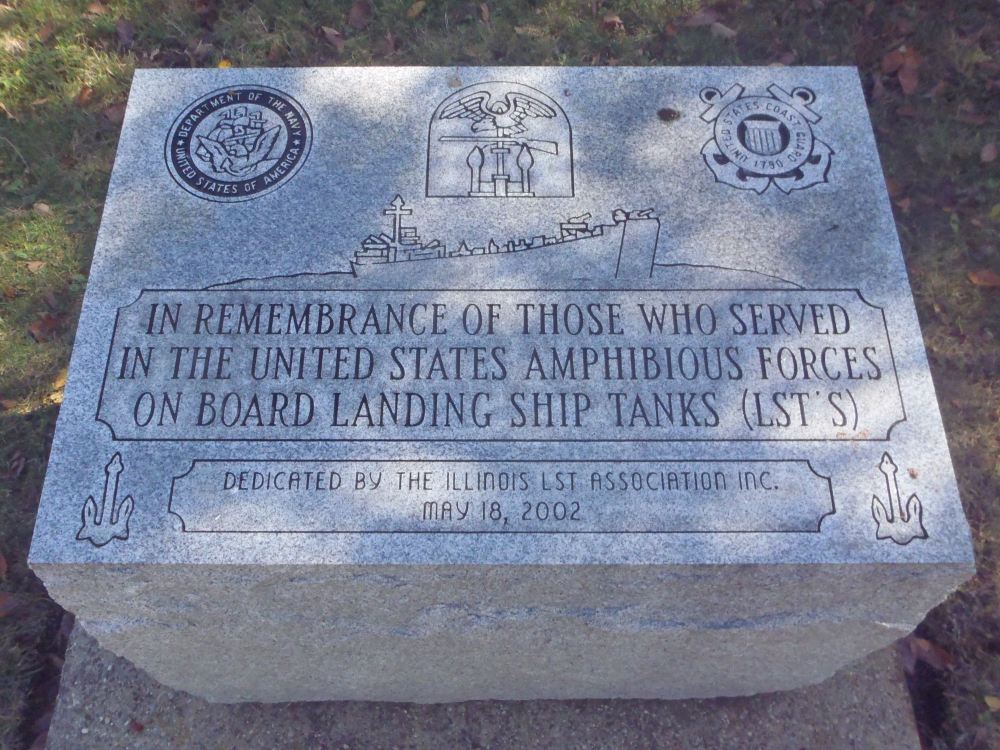 DEPARTMENT OF THE NAVY
UNITED STATES OF AMERICA
UNITED STATES COAST GUARD
1790
IN REMEMBRANCE OF THOSE WHO SERVED
IN THE UNITED STATES AMPHIBIOUS FORCES
ON BOARD LANDING SHIP TANKS (LST'S)
DEDICATED BY THE ILLINOIS LST ASSOCIATION INC.
MAY 18, 2002